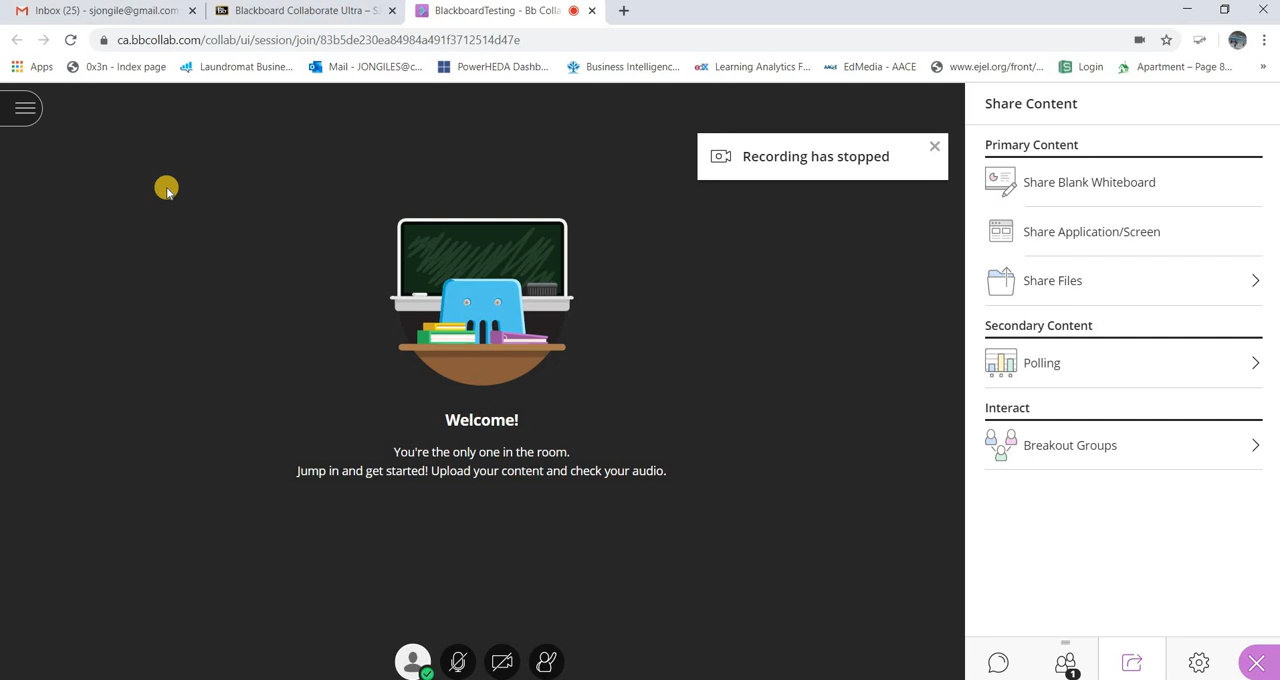 Inbox (25) - sjongile@gmail.com
Blackboard Collaborate Ultra –
BlackboardTesting - Bb Colla
ca.bbcollab.com/collab/ui/session/join/83b5de230ea84984a491f3712514d47e
Apps
0x3n - Index page
Laundromat Busine...
Mail - JONGILES@c...
PowerHEDA Dashb...
Business Intelligenc...
Learning Analytics F...
EdMedia - AACE
www.ejel.org/front/...
Login
Apartment – Page 8...
»
Share Content
Primary Content
Share Blank Whiteboard
Share Application/Screen
Share Files
Secondary Content
Polling
Interact
Breakout Groups
Recording has stopped
Welcome!
You're the only one in the room.
Jump in and get started! Upload your content and check your audio.
1